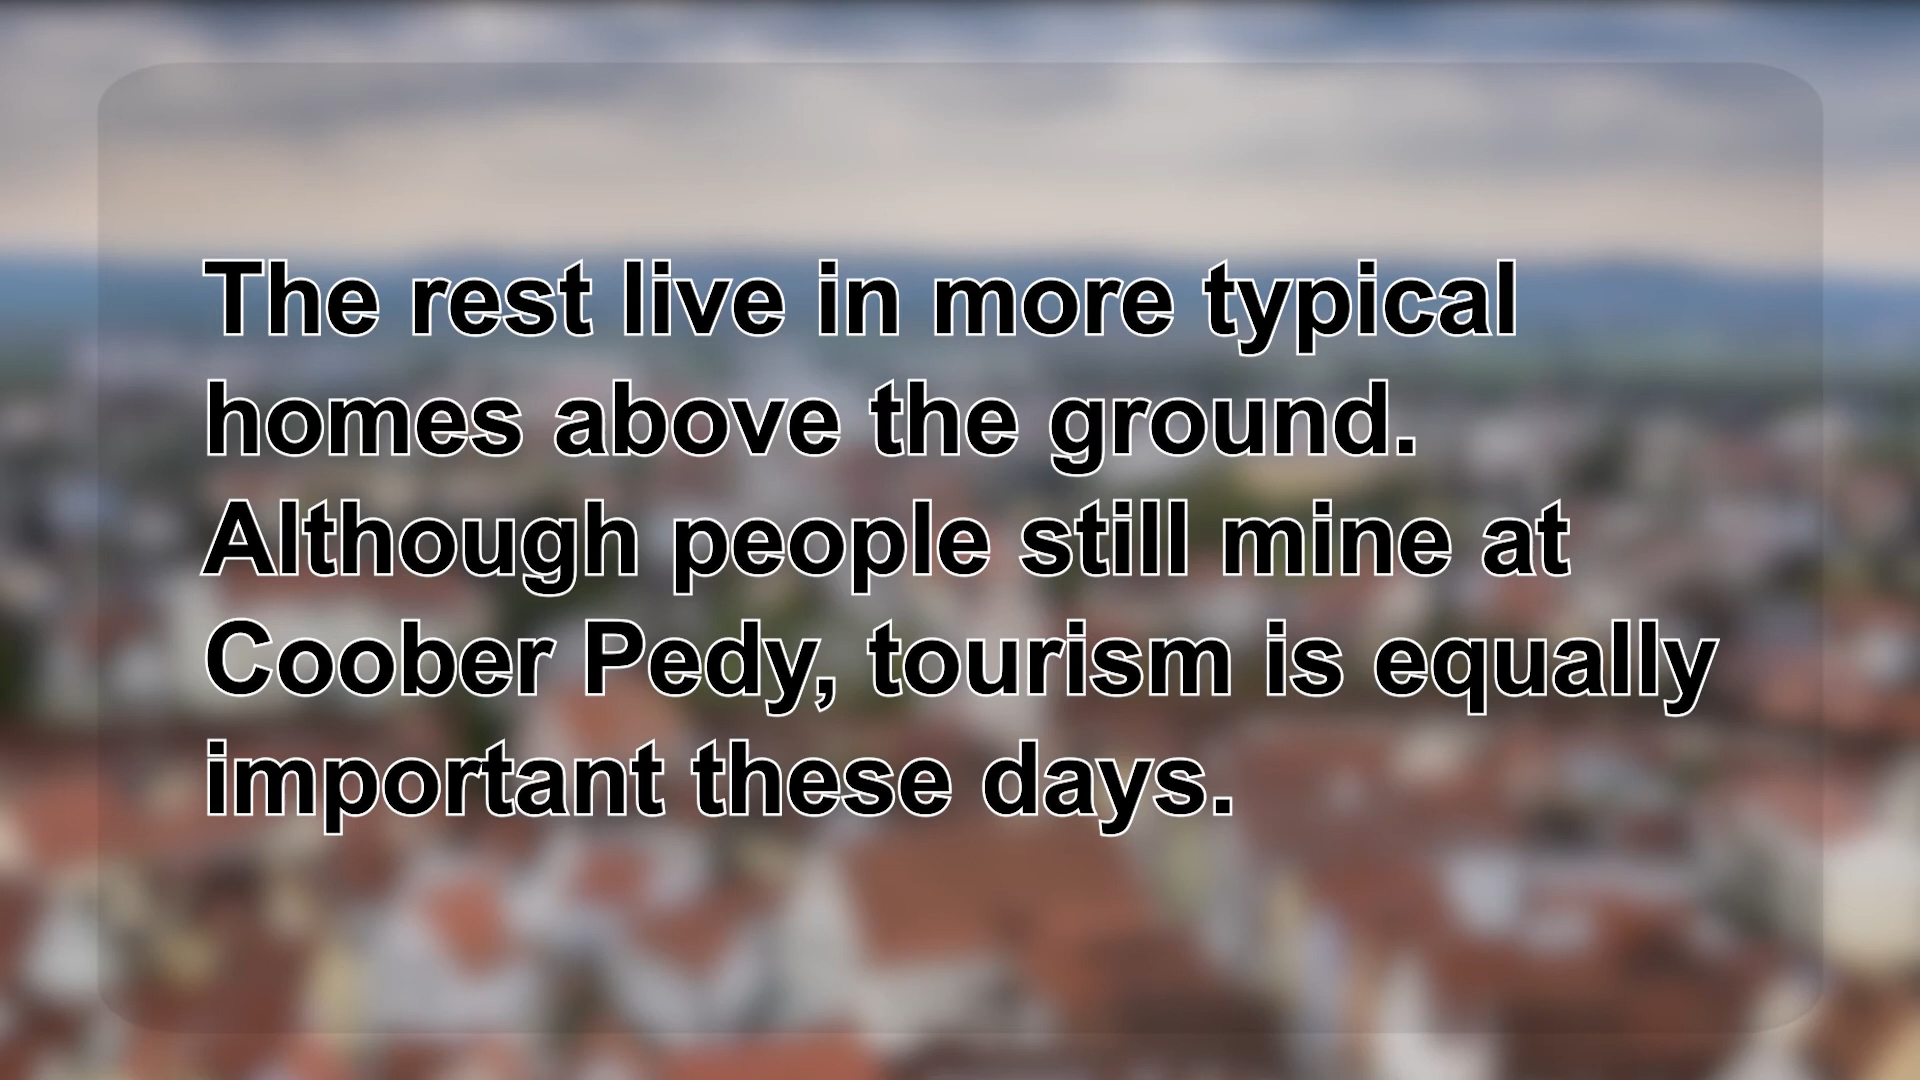 The rest live in more typical
homes above the ground.
Although people still mine at
Coober Pedy, tourism is equally
important these days.